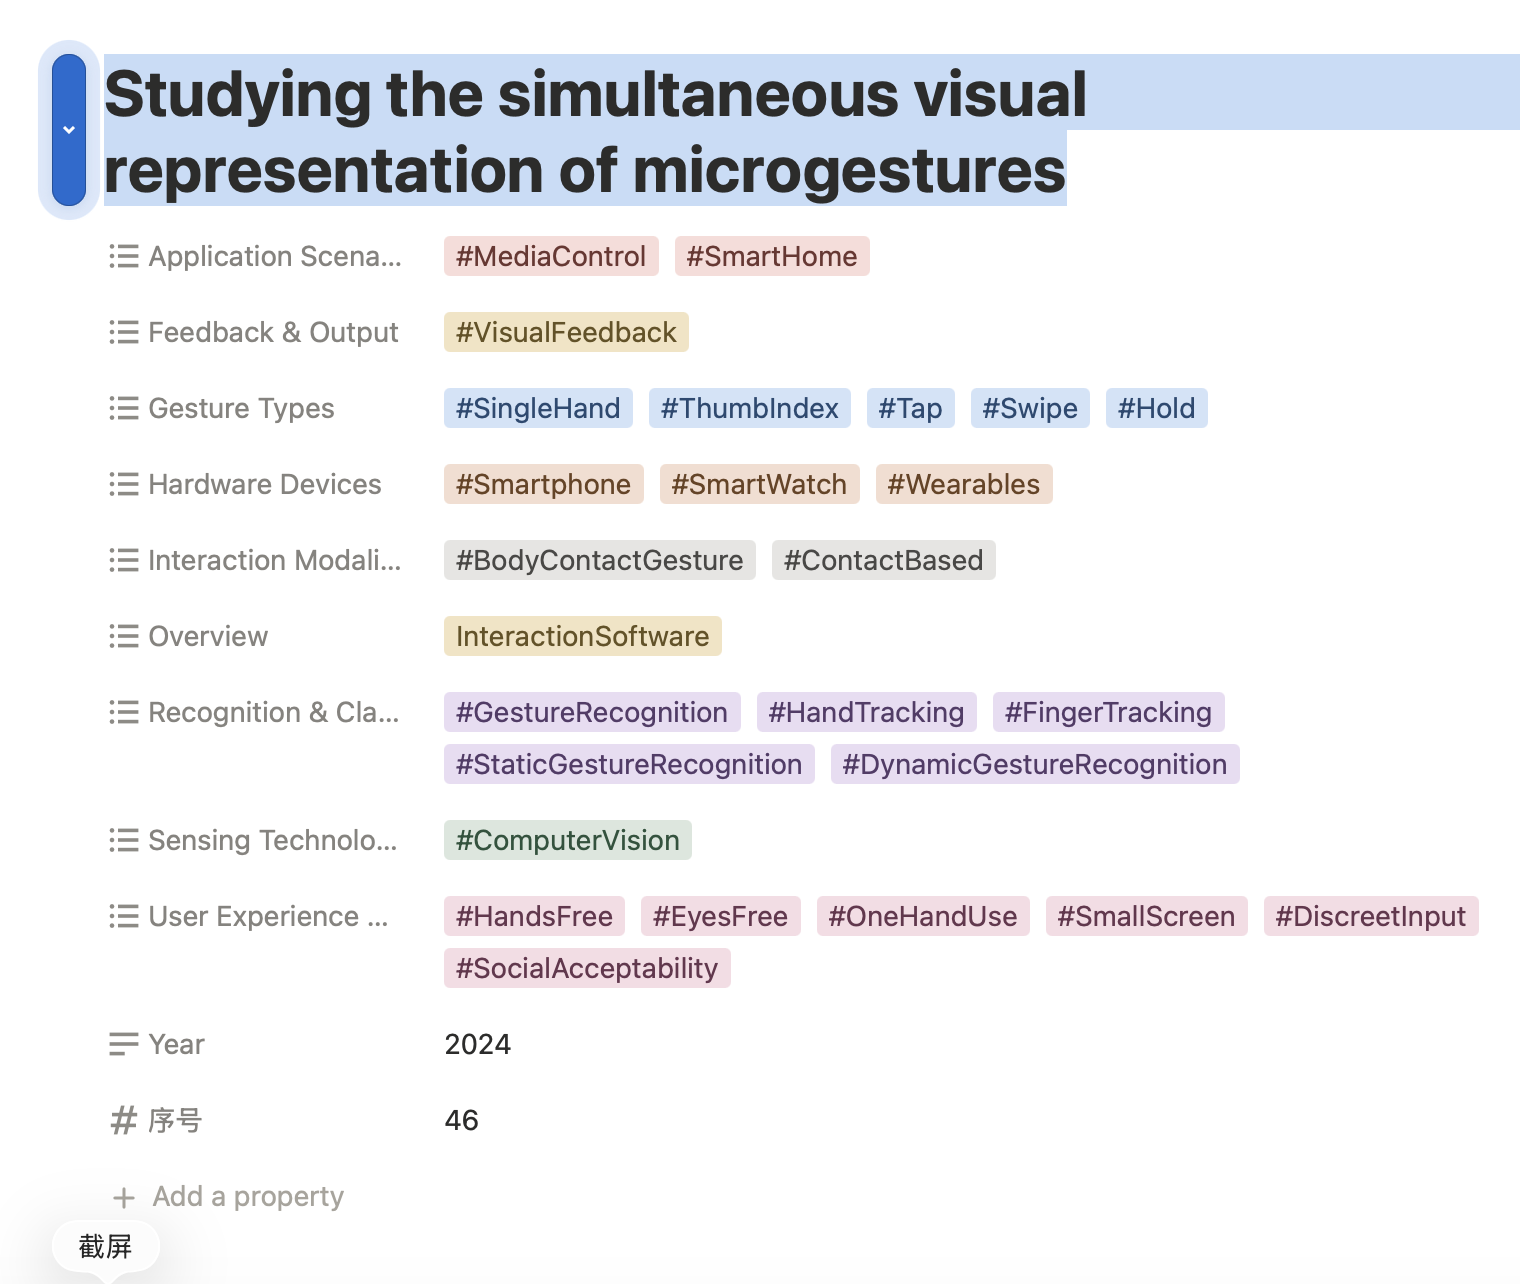 Studying the simultaneous visual
representation of microgestures
Application Scena... #MediaControl #SmartHome
Feedback & Output #VisualFeedback
Gesture Types #SingleHand #ThumbIndex #Tap #Swipe #Hold
Hardware Devices #Smartphone #SmartWatch #Wearables
Interaction Modali... #BodyContactGesture #ContactBased
Overview InteractionSoftware
Recognition & Cla... #GestureRecognition #HandTracking #FingerTracking
#StaticGestureRecognition #DynamicGestureRecognition
Sensing Technolo... #ComputerVision
User Experience ... #HandsFree #EyesFree #OneHandUse #SmallScreen #DiscreetInput
#SocialAcceptability
Year 2024
序号 46
Add a property
截屏